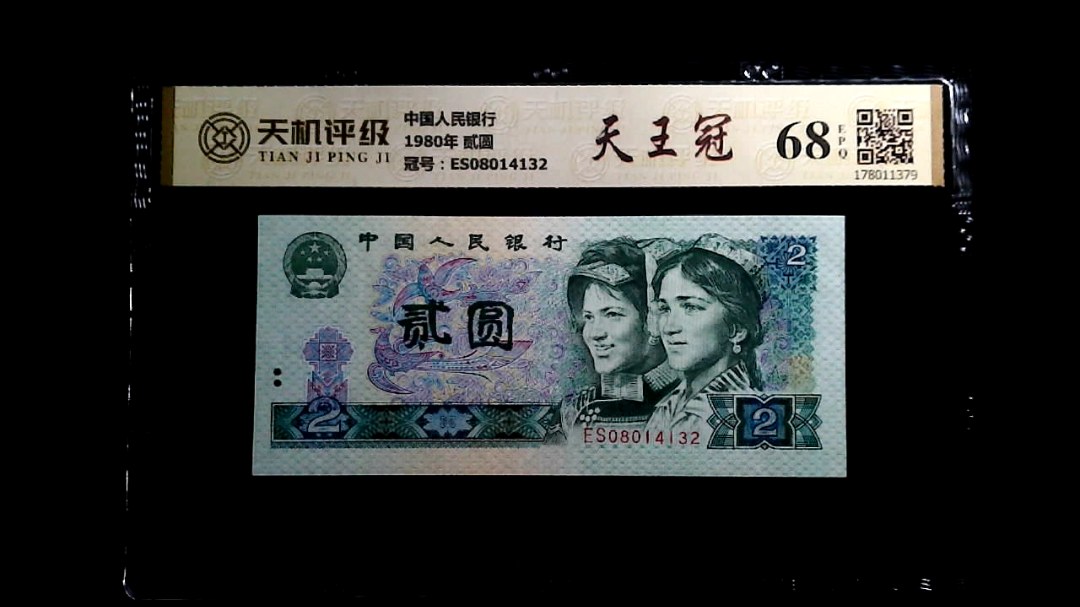 天机评级
TIAN JI PING JI
中国人民银行
1980年 贰圆
冠号：ES08014132
天王冠
68
EPQ
178011379
中国人民银行
2
贰圆
2
ES08014132
2